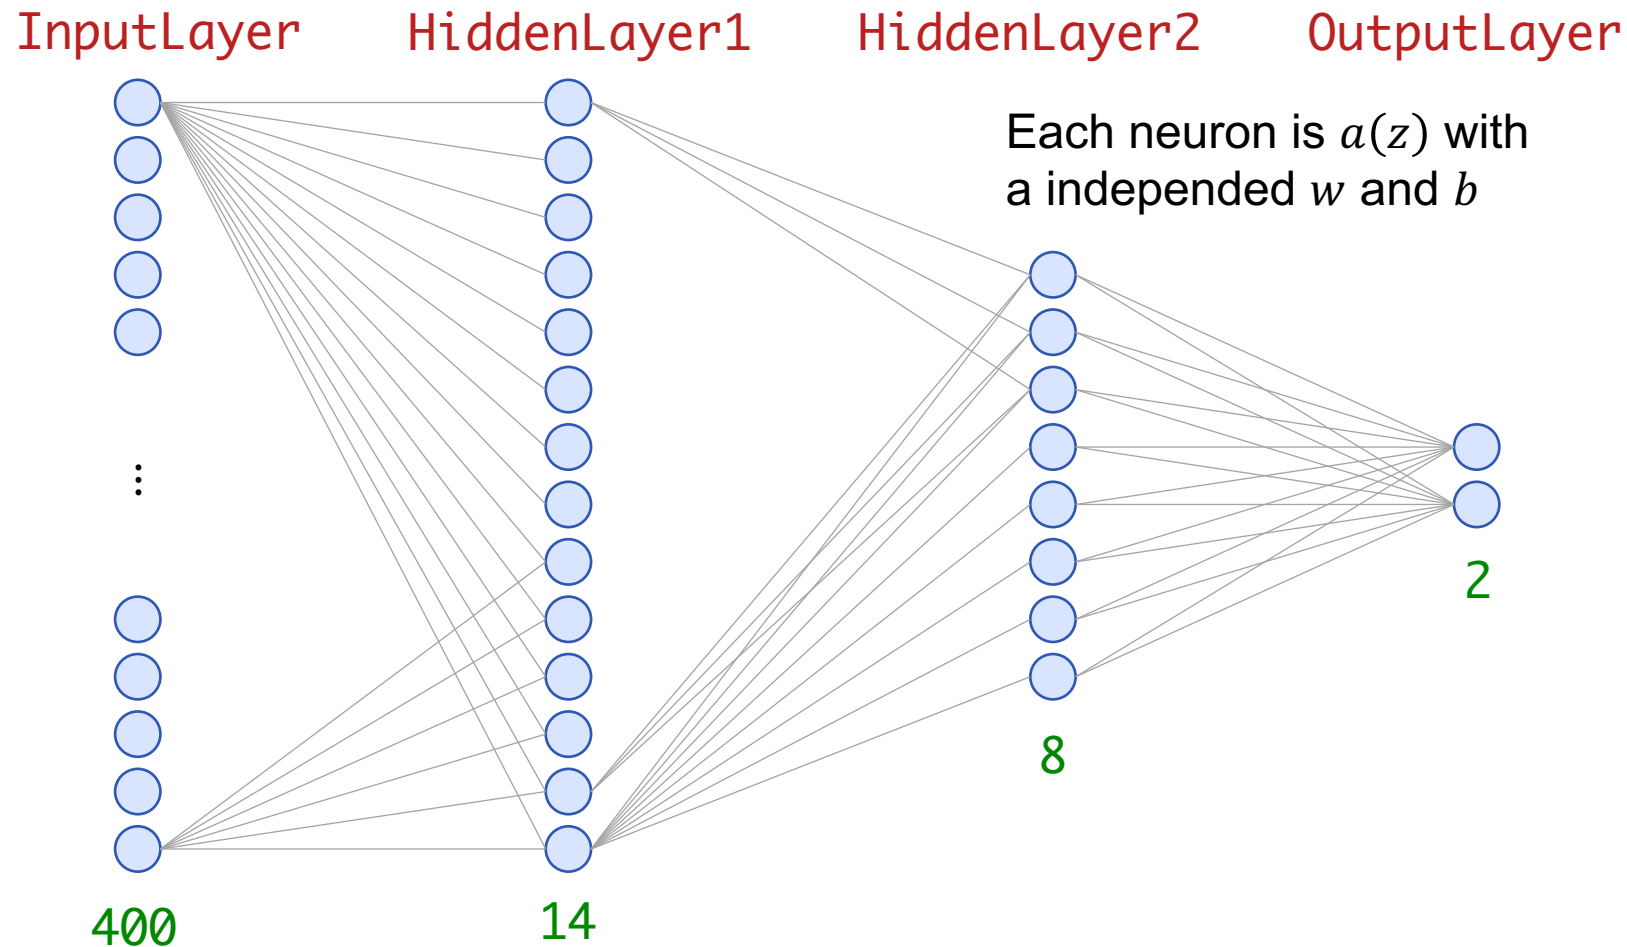 InputLayer HiddenLayer1 HiddenLayer2 OutputLayer
Each neuron is a(z) with
a independed w and b
⋮
2
8
400 14